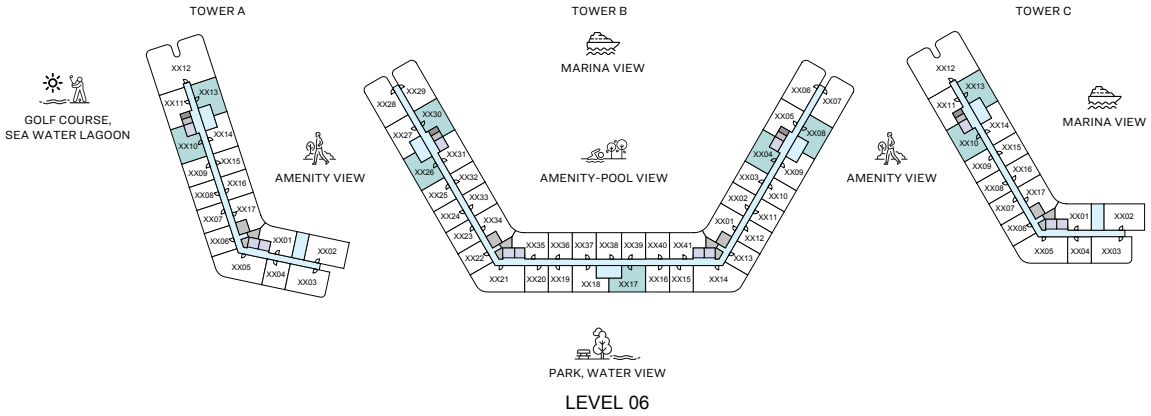 TOWER A
TOWER B
TOWER C
MARINA VIEW
GOLF COURSE,
SEA WATER LAGOON
AMENITY VIEW
AMENITY-POOL VIEW
AMENITY VIEW
MARINA VIEW
XX12
XX13
XX11
XX10
XX14
XX15
XX09
XX16
XX08
XX17
XX07
XX06
XX01
XX02
XX05
XX04
XX03
XX29
XX28
XX30
XX27
XX31
XX26
XX32
XX25
XX33
XX24
XX34
XX23
XX22
XX21
XX35
XX36
XX37
XX38
XX39
XX40
XX41
XX20
XX19
XX18
XX17
XX16
XX15
XX14
XX06
XX07
XX05
XX08
XX04
XX09
XX03
XX10
XX02
XX11
XX01
XX12
XX13
XX12
XX13
XX11
XX14
XX10
XX15
XX09
XX16
XX08
XX17
XX07
XX06
XX01
XX02
XX05
XX04
XX03
PARK, WATER VIEW
LEVEL 06